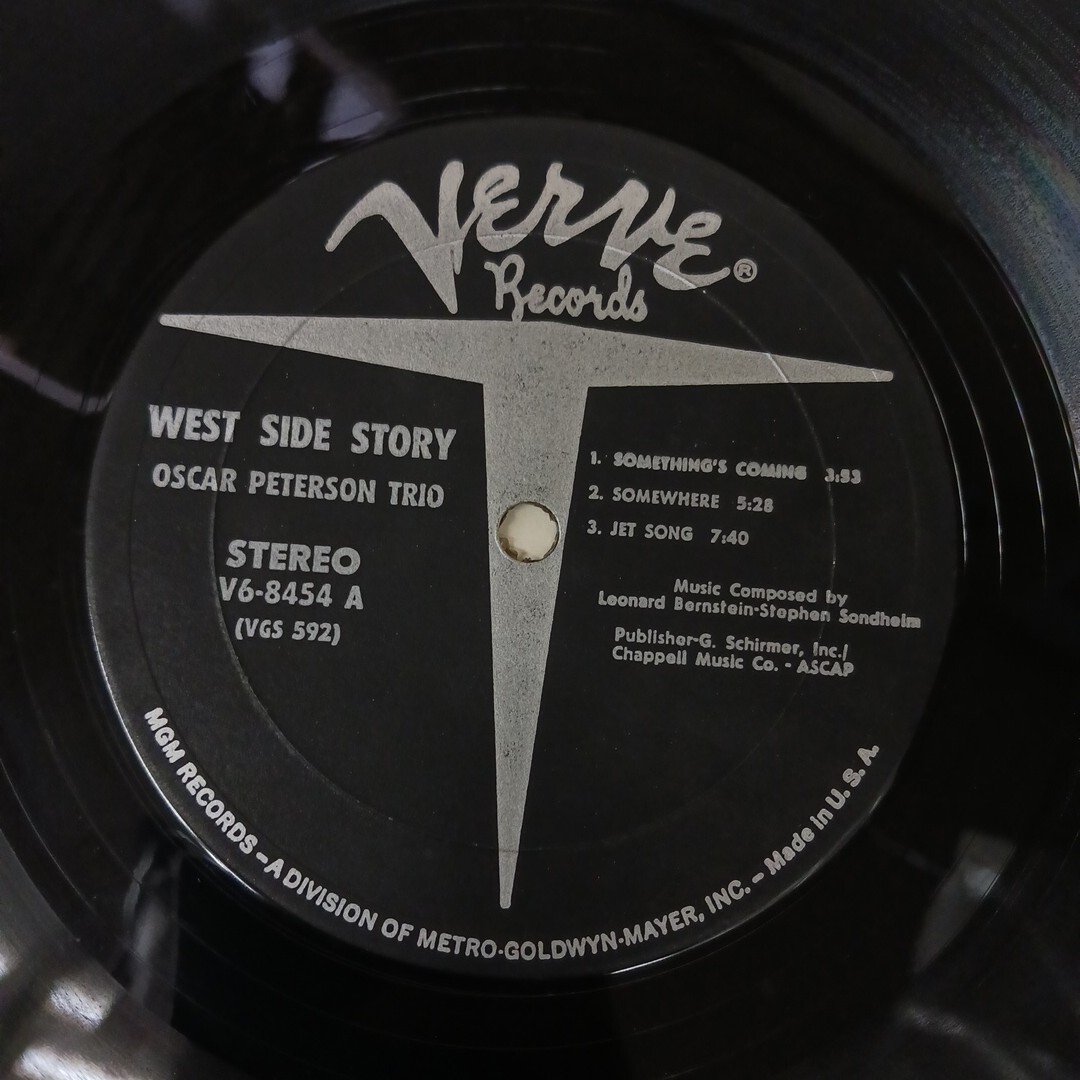 Verve ®
Records
WEST SIDE STORY
OSCAR PETERSON TRIO
STEREO
V6-8454 A
(VGS 592)
1. SOMETHING'S COMING 3:53
2. SOMEWHERE 5:28
3. JET SONG 7:40
Music Composed by
Leonard Bernstein-Stephen Sondheim
Publisher-G. Schirmer, Inc./
Chappell Music Co. - ASCAP
MGM RECORDS – A DIVISION OF METRO-GOLDWYN-MAYER, INC. – Made in U. S. A.